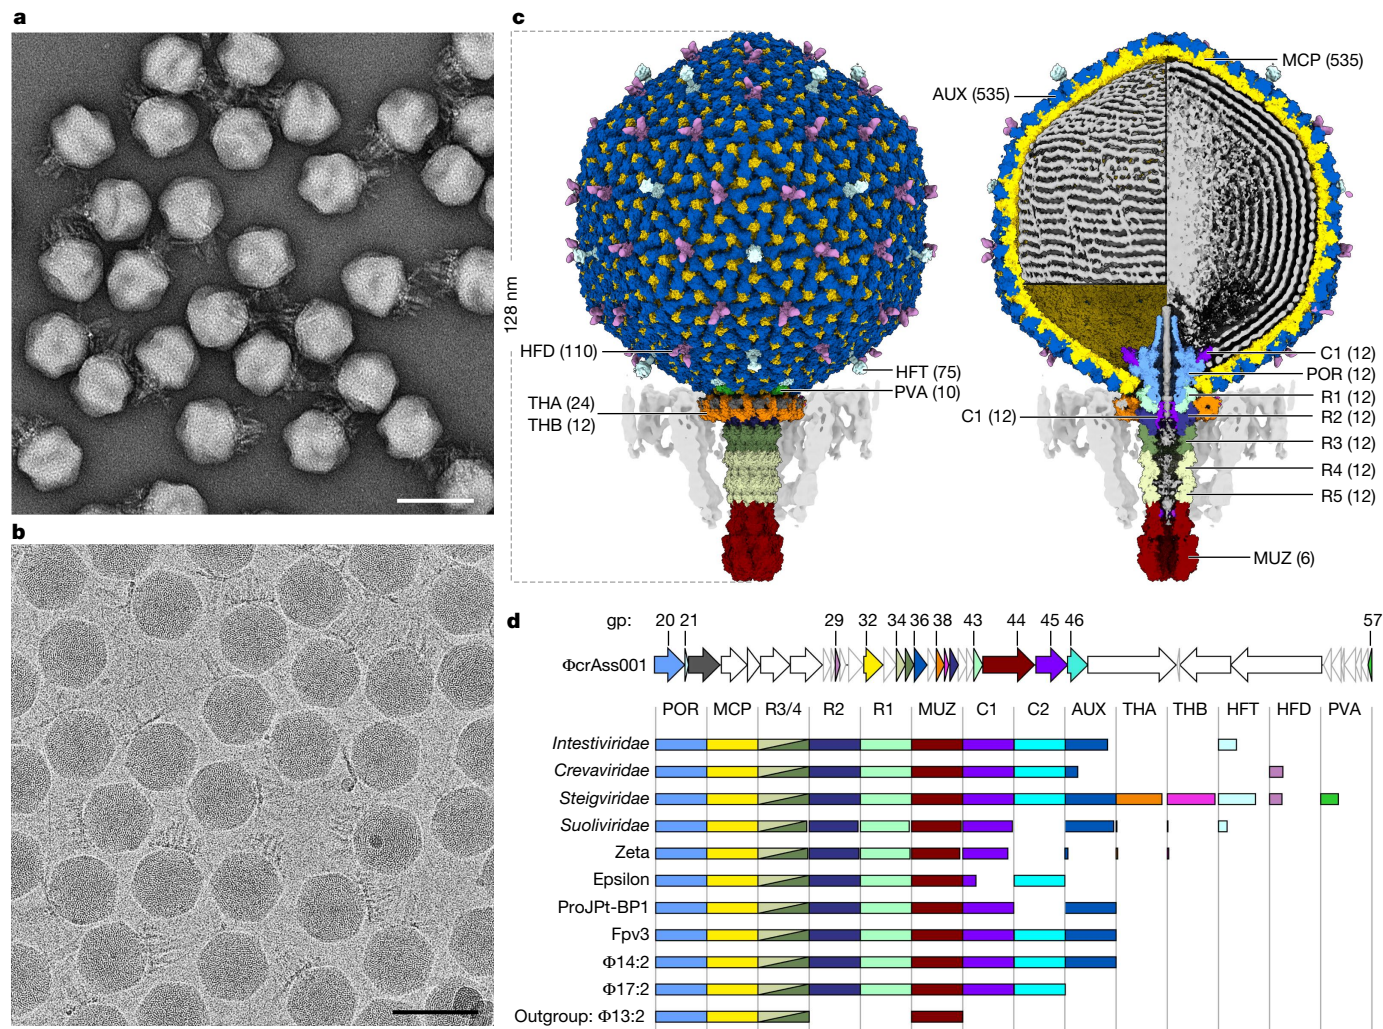 a
b
c
128 nm
HFD (110)
THA (24)
THB (12)
HFT (75)
PVA (10)
AUX (535)
MCP (535)
C1 (12)
C1 (12)
POR (12)
R1 (12)
R2 (12)
R3 (12)
R4 (12)
R5 (12)
MUZ (6)
d
gp: 20 21 29 32 34 36 38 43 44 45 46 57
ΦcrAss001
POR MCP R3/4 R2 R1 MUZ C1 C2 AUX THA THB HFT HFD PVA
Intestiviridae
Crevaviridae
Steigviridae
Suoliviridae
Zeta
Epsilon
ProJPt-BP1
Fpv3
Φ14:2
Φ17:2
Outgroup: Φ13:2